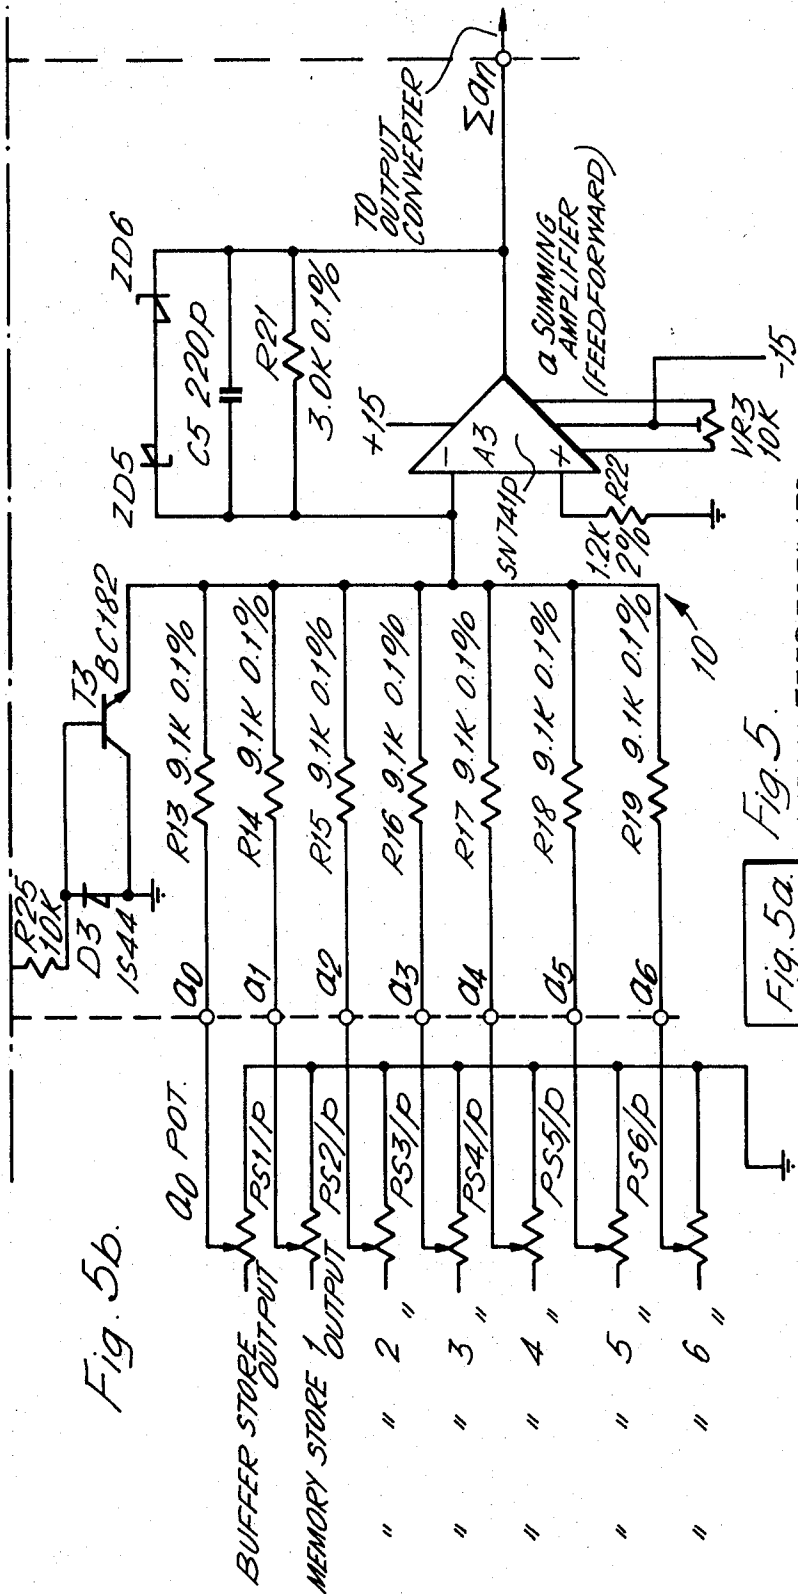 Fig. 5b.
R25
10K
D3
1S44
T3
BC182
ZD5
ZD6
C5 220p
R21
3.0K 0.1%
TO
OUTPUT
CONVERTER
Σan
+15
A3
−
+
SN741P
a SUMMING
AMPLIFIER
(FEEDFORWARD)
1.2K
2%
R22
VR3
10K
-15
a0 POT.
a0
R13 9.1K 0.1%
BUFFER STORE
OUTPUT
PS1/P
a1
R14 9.1K 0.1%
MEMORY STORE 1
OUTPUT
PS2/P
a2
R15 9.1K 0.1%
" " 2 "
PS3/P
a3
R16 9.1K 0.1%
" " 3 "
PS4/P
a4
R17 9.1K 0.1%
" " 4 "
PS5/P
a5
R18 9.1K 0.1%
" " 5 "
PS6/P
a6
R19 9.1K 0.1%
" " 6 "
10
Fig. 5a.
Fig. 5.